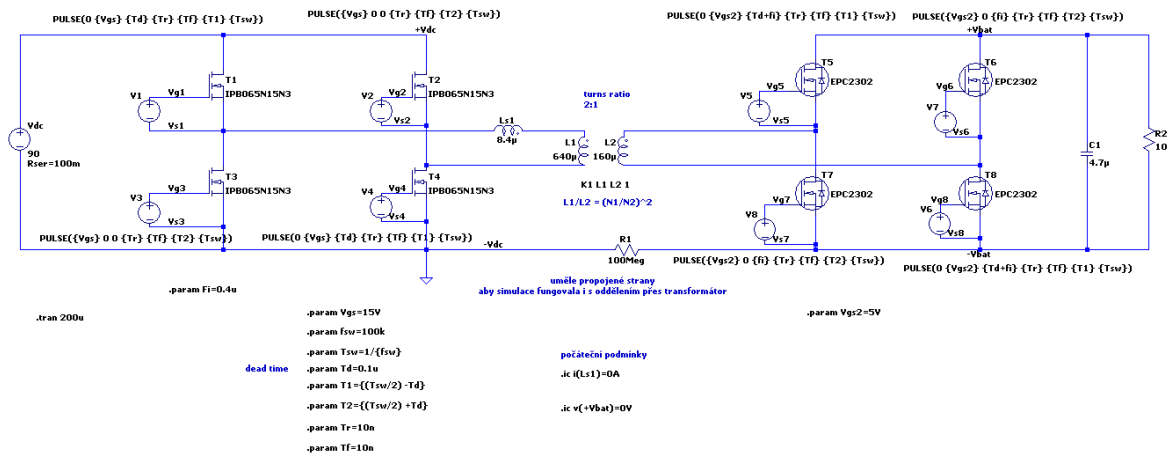 PULSE(0 {Vgs} {Td} {Tr} {Tf} {T1} {Tsw})
PULSE({Vgs} 0 0 {Tr} {Tf} {T2} {Tsw})
PULSE(0 {Vgs2} {Td+fi} {Tr} {Tf} {T1} {Tsw})
PULSE({Vgs2} 0 {fi} {Tr} {Tf} {T2} {Tsw})
+Vdc
+Vbat
T1
IPB065N15N3
V1
Vg1
Vs1
T2
IPB065N15N3
V2
Vg2
Vs2
T5
EPC2302
V5
Vg5
Vs5
T6
EPC2302
V7
Vg6
Vs6
turns ratio
2:1
Ls1
8.4µ
L1
640µ
L2
160µ
Vdc
90
Rser=100m
C1
4.7µ
R2
10
T3
IPB065N15N3
V3
Vg3
Vs3
T4
IPB065N15N3
V4
Vg4
Vs4
K1 L1 L2 1
L1/L2 = (N1/N2)^2
T7
EPC2302
V8
Vg7
Vs7
T8
EPC2302
V6
Vg8
Vs8
PULSE({Vgs} 0 0 {Tr} {Tf} {T2} {Tsw})
PULSE(0 {Vgs} {Td} {Tr} {Tf} {T1} {Tsw})
-Vdc
R1
100Meg
PULSE({Vgs2} 0 {fi} {Tr} {Tf} {T2} {Tsw})
-Vbat
PULSE(0 {Vgs2} {Td+fi} {Tr} {Tf} {T1} {Tsw})
uměle propojené strany
aby simulace fungovala i s oddělením přes transformátor
.param Fi=0.4u
.tran 200u
.param Vgs=15V
.param Vgs2=5V
.param fsw=100k
.param Tsw=1/{fsw}
počáteční podmínky
dead time
.param Td=0.1u
.ic i(Ls1)=0A
.param T1={(Tsw/2) -Td}
.param T2={(Tsw/2) +Td}
.ic v(+Vbat)=0V
.param Tr=10n
.param Tf=10n